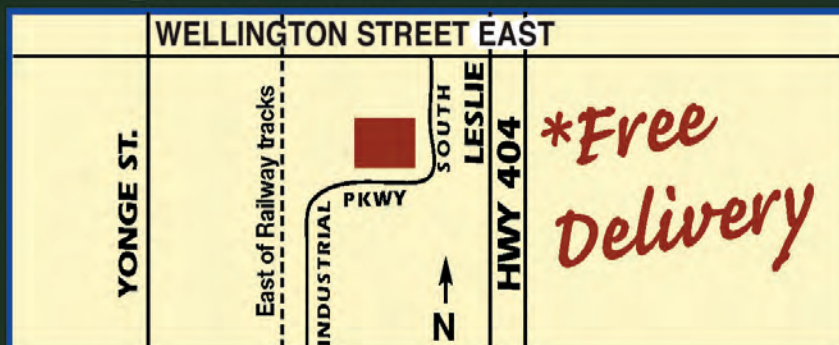 WELLINGTON STREET EAST
YONGE ST.
East of Railway tracks
INDUSTRIAL
PKWY
SOUTH
LESLIE
HWY 404
N
*Free
Delivery